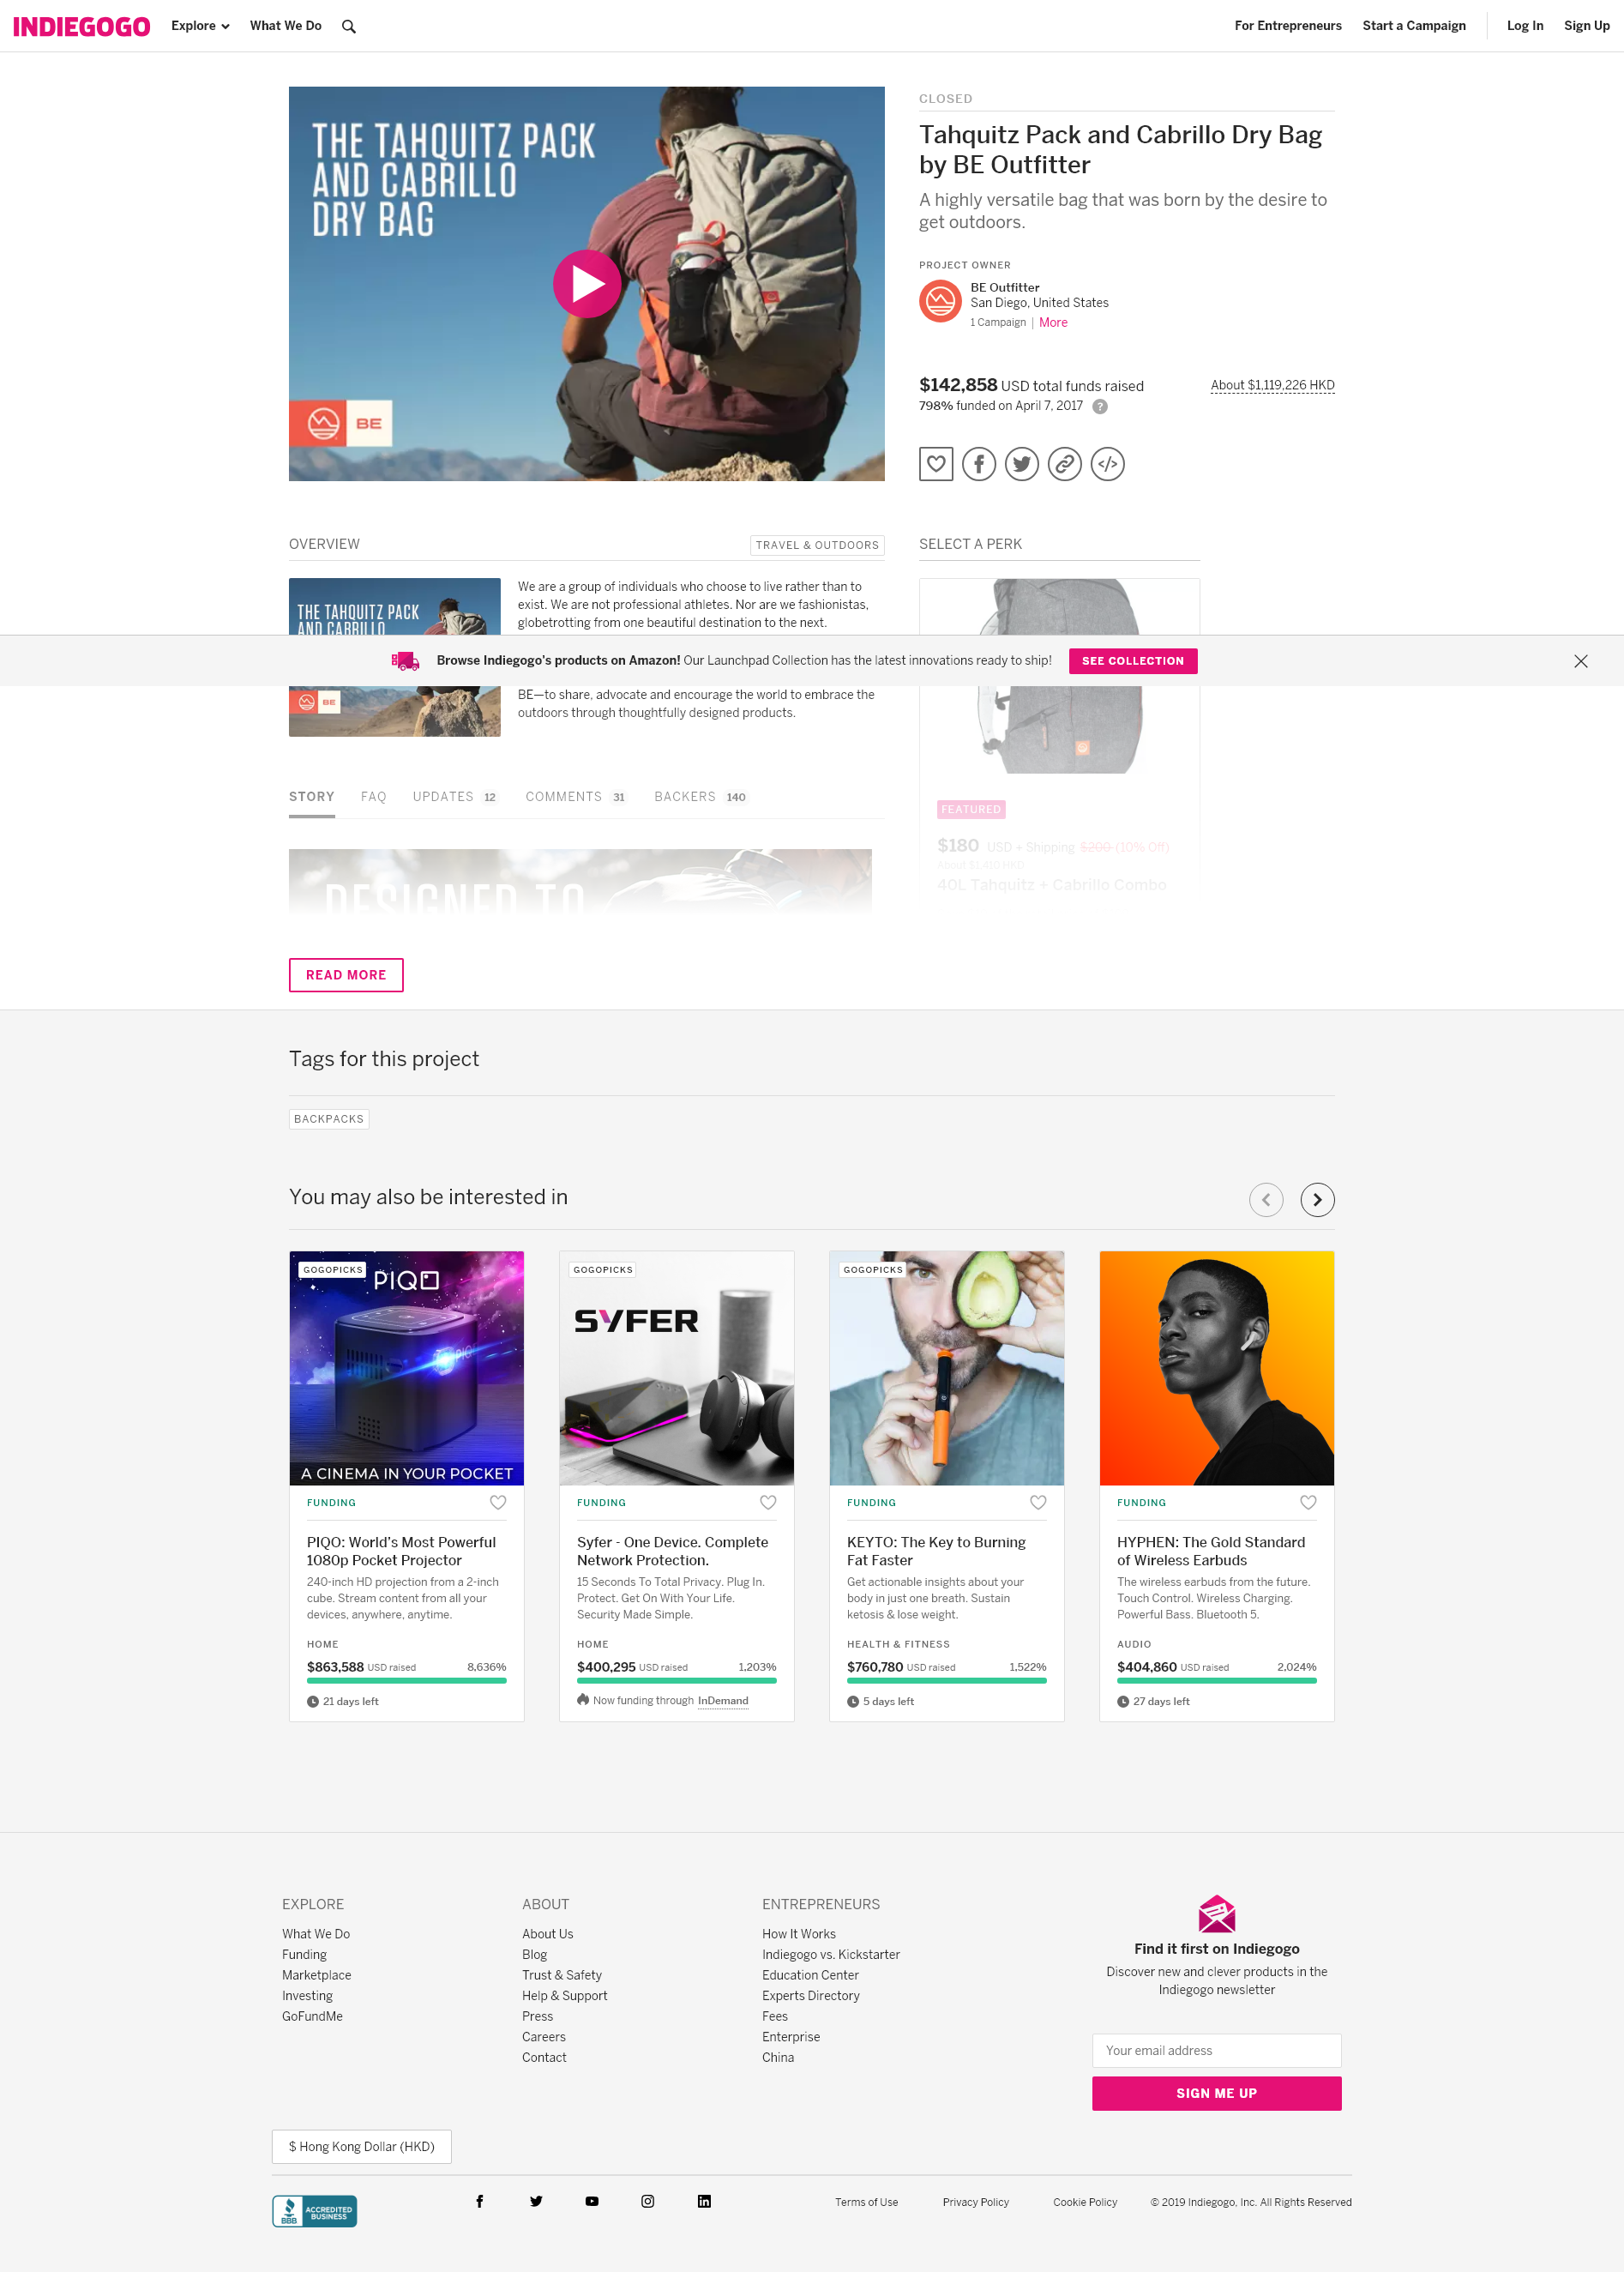 INDIEGOGO
Explore
What We Do
For Entrepreneurs
Start a Campaign
Log In
Sign Up
THE TAHQUITZ PACK
AND CABRILLO
DRY BAG
BE
CLOSED
Tahquitz Pack and Cabrillo Dry Bag
by BE Outfitter
A highly versatile bag that was born by the desire to
get outdoors.
PROJECT OWNER
BE Outfitter
San Diego, United States
1 Campaign | More
$142,858 USD total funds raised
About $1,119,226 HKD
798% funded on April 7, 2017 ?
OVERVIEW
TRAVEL & OUTDOORS
THE TAHQUITZ PACK
AND CABRILLO
BE
We are a group of individuals who choose to live rather than to
exist. We are not professional athletes. Nor are we fashionistas,
globetrotting from one beautiful destination to the next.
BE—to share, advocate and encourage the world to embrace the
outdoors through thoughtfully designed products.
SELECT A PERK
Browse Indiegogo's products on Amazon! Our Launchpad Collection has the latest innovations ready to ship!
SEE COLLECTION
STORY
FAQ
UPDATES 12
COMMENTS 31
BACKERS 140
DESIGNED TO
FEATURED
$180 USD + Shipping $200 (10% Off)
About $1,410 HKD
40L Tahquitz + Cabrillo Combo
READ MORE
Tags for this project
BACKPACKS
You may also be interested in
GOGOPICKS
PIQO
PIQO
A CINEMA IN YOUR POCKET
FUNDING
PIQO: World's Most Powerful
1080p Pocket Projector
240-inch HD projection from a 2-inch
cube. Stream content from all your
devices, anywhere, anytime.
HOME
$863,588 USD raised
8,636%
21 days left
GOGOPICKS
SYFER
FUNDING
Syfer - One Device. Complete
Network Protection.
15 Seconds To Total Privacy. Plug In.
Protect. Get On With Your Life.
Security Made Simple.
HOME
$400,295 USD raised
1,203%
Now funding through InDemand
GOGOPICKS
FUNDING
KEYTO: The Key to Burning
Fat Faster
Get actionable insights about your
body in just one breath. Sustain
ketosis & lose weight.
HEALTH & FITNESS
$760,780 USD raised
1,522%
5 days left
FUNDING
HYPHEN: The Gold Standard
of Wireless Earbuds
The wireless earbuds from the future.
Touch Control. Wireless Charging.
Powerful Bass. Bluetooth 5.
AUDIO
$404,860 USD raised
2,024%
27 days left
EXPLORE
What We Do
Funding
Marketplace
Investing
GoFundMe
ABOUT
About Us
Blog
Trust & Safety
Help & Support
Press
Careers
Contact
ENTREPRENEURS
How It Works
Indiegogo vs. Kickstarter
Education Center
Experts Directory
Fees
Enterprise
China
Find it first on Indiegogo
Discover new and clever products in the
Indiegogo newsletter
Your email address
SIGN ME UP
$ Hong Kong Dollar (HKD)
BBB
ACCREDITED
BUSINESS
Terms of Use
Privacy Policy
Cookie Policy
© 2019 Indiegogo, Inc. All Rights Reserved